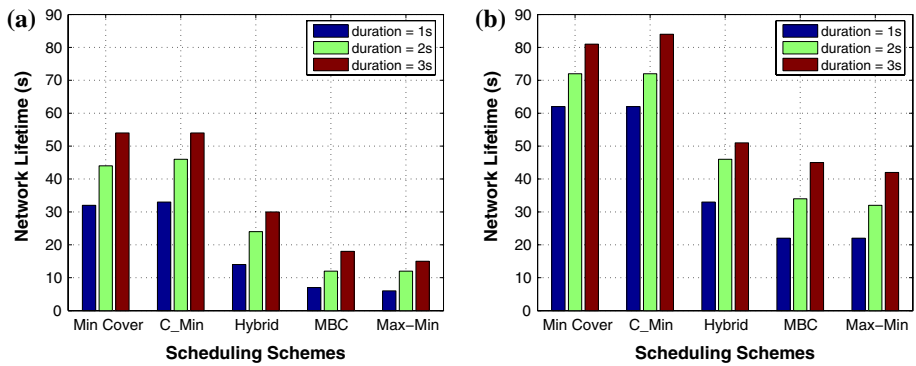 (a)
90
80
70
60
50
40
30
20
10
0
Network Lifetime (s)
duration = 1s
duration = 2s
duration = 3s
Min Cover C_Min Hybrid MBC Max−Min
Scheduling Schemes
(b)
90
80
70
60
50
40
30
20
10
0
Network Lifetime (s)
duration = 1s
duration = 2s
duration = 3s
Min Cover C_Min Hybrid MBC Max−Min
Scheduling Schemes